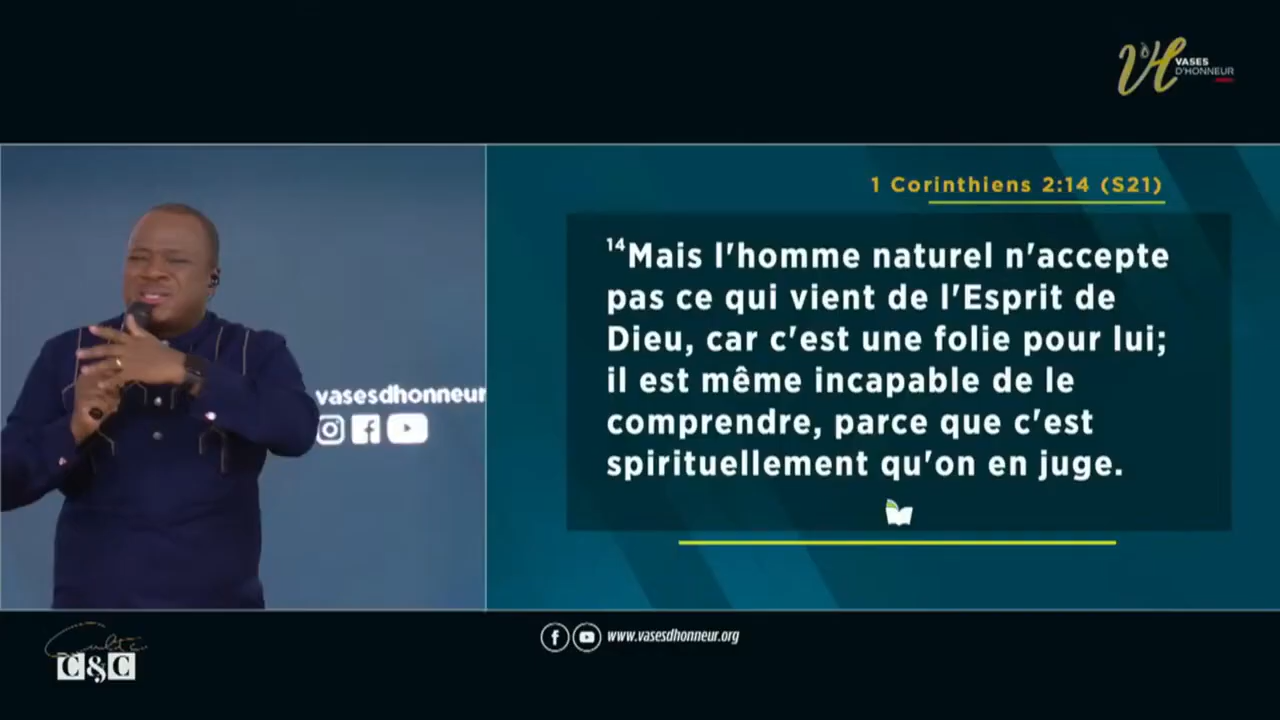 VH VASES
D'HONNEUR
1 Corinthiens 2:14 (S21)
14Mais l'homme naturel n'accepte
pas ce qui vient de l'Esprit de
Dieu, car c'est une folie pour lui;
il est même incapable de le
comprendre, parce que c'est
spirituellement qu'on en juge.
vasesdhonneur
Culte
C&C
www.vasesdhonneur.org